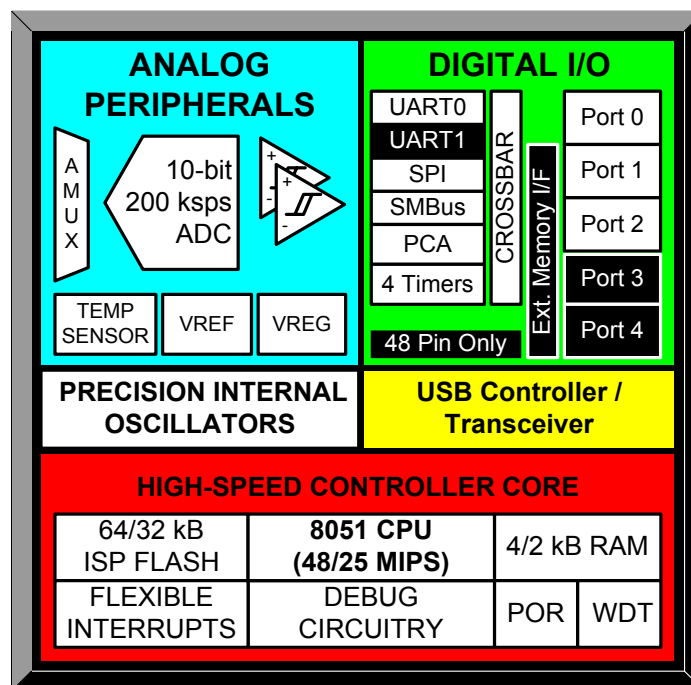 ANALOG
PERIPHERALS
A
M
U
X
10-bit
200 ksps
ADC
+
-
+
-
TEMP
SENSOR
VREF
VREG
DIGITAL I/O
UART0
UART1
SPI
SMBus
PCA
4 Timers
CROSSBAR
Ext. Memory I/F
Port 0
Port 1
Port 2
Port 3
Port 4
48 Pin Only
PRECISION INTERNAL
OSCILLATORS
USB Controller /
Transceiver
HIGH-SPEED CONTROLLER CORE
64/32 kB
ISP FLASH
8051 CPU
(48/25 MIPS)
4/2 kB RAM
FLEXIBLE
INTERRUPTS
DEBUG
CIRCUITRY
POR
WDT